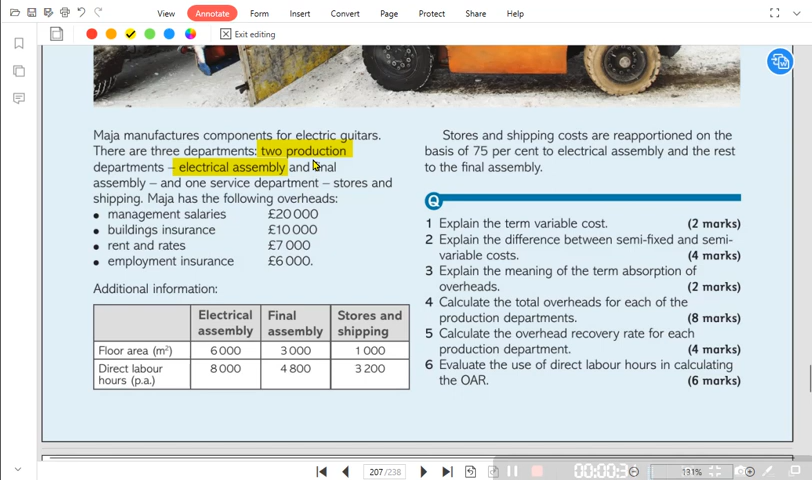 View
Annotate
Form
Insert
Convert
Page
Protect
Share
Help
Exit editing
Maja manufactures components for electric guitars.
There are three departments: two production
departments – electrical assembly and final
assembly – and one service department – stores and
shipping. Maja has the following overheads:
• management salaries £20 000
• buildings insurance £10 000
• rent and rates £7 000
• employment insurance £6 000.
Additional information:
Electrical assembly
Final assembly
Stores and shipping
Floor area (m²) 6 000 3 000 1 000
Direct labour hours (p.a.) 8 000 4 800 3 200
Stores and shipping costs are reapportioned on the
basis of 75 per cent to electrical assembly and the rest
to the final assembly.
Q
1 Explain the term variable cost. (2 marks)
2 Explain the difference between semi-fixed and semi-
variable costs. (4 marks)
3 Explain the meaning of the term absorption of
overheads. (2 marks)
4 Calculate the total overheads for each of the
production departments. (8 marks)
5 Calculate the overhead recovery rate for each
production department. (4 marks)
6 Evaluate the use of direct labour hours in calculating
the OAR. (6 marks)
207/238